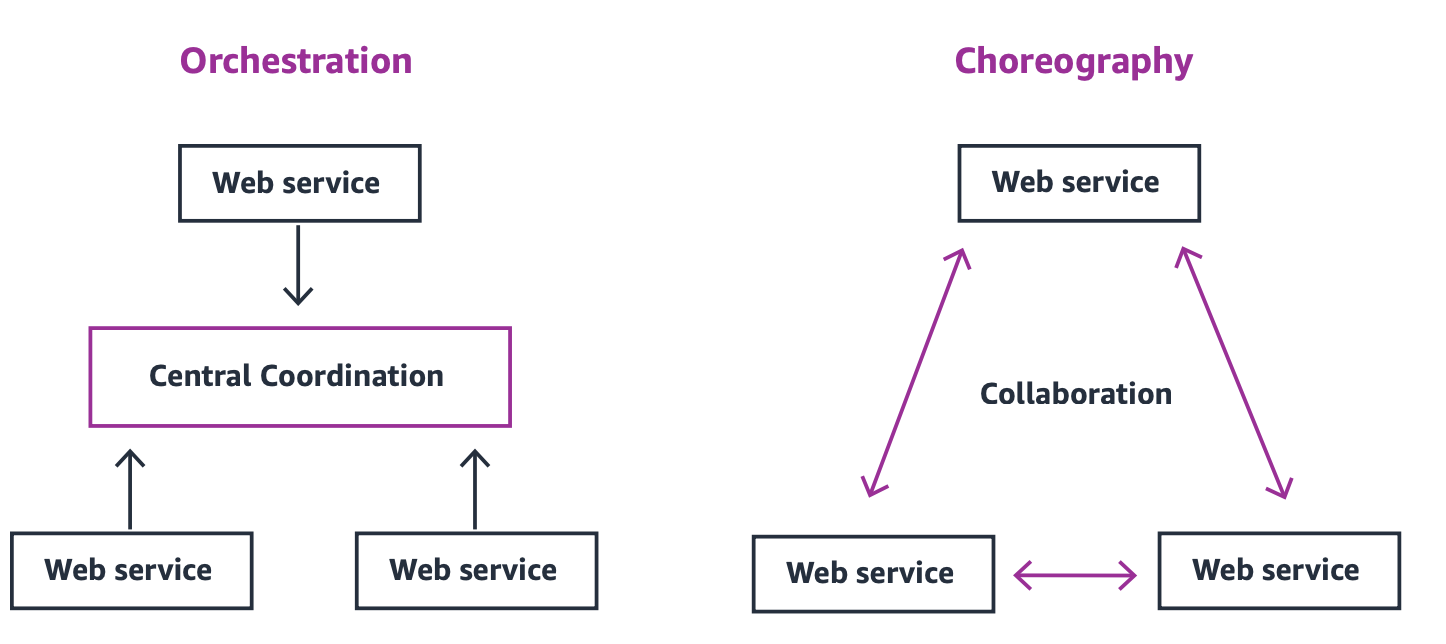 Orchestration
Web service
Central Coordination
Web service
Web service
Choreography
Web service
Collaboration
Web service
Web service